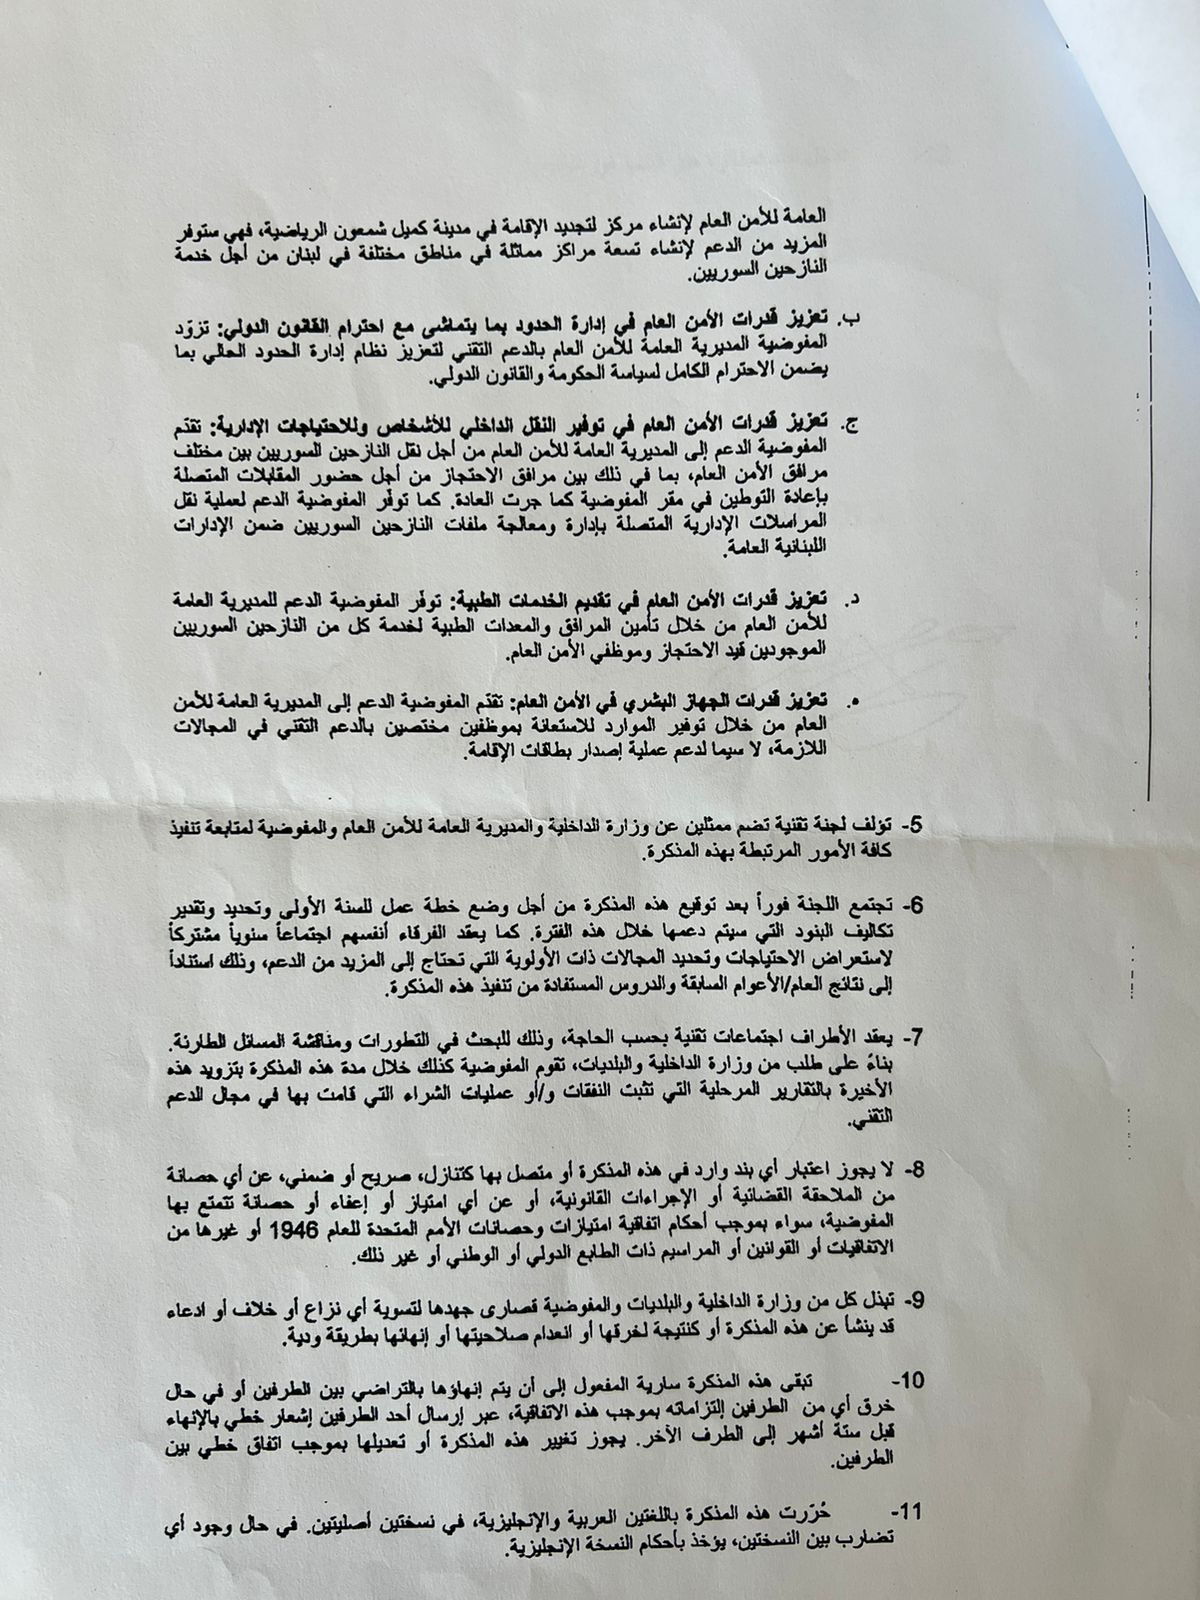 العامة للأمن العام لإنشاء مركز لتجديد الإقامة في مدينة كميل شمعون الرياضية، فهي ستوفر
المزيد من الدعم لإنشاء تسعة مراكز مماثلة في مناطق مختلفة في لبنان من أجل خدمة
النازحين السوريين.
ب. تعزيز قدرات الأمن العام في إدارة الحدود بما يتماشى مع احترام القانون الدولي: تزوّد
المفوضية المديرية العامة للأمن العام بالدعم التقني لتعزيز نظام إدارة الحدود الحالي بما
يضمن الاحترام الكامل لسياسة الحكومة والقانون الدولي.
ج. تعزيز قدرات الأمن العام في توفير النقل الداخلي للأشخاص وللاحتياجات الإدارية: تقدّم
المفوضية الدعم إلى المديرية العامة للأمن العام من أجل نقل النازحين السوريين بين مختلف
مرافق الأمن العام، بما في ذلك بين مرافق الاحتجاز من أجل حضور المقابلات المتصلة
بإعادة التوطين في مقر المفوضية كما جرت العادة. كما توفّر المفوضية الدعم لعملية نقل
المراسلات الإدارية المتصلة بإدارة ومعالجة ملفات النازحين السوريين ضمن الإدارات
اللبنانية العامة.
د. تعزيز قدرات الأمن العام في تقديم الخدمات الطبية: توفّر المفوضية الدعم للمديرية العامة
للأمن العام من خلال تأمين المرافق والمعدات الطبية لخدمة كل من النازحين السوريين
الموجودين قيد الاحتجاز وموظفي الأمن العام.
ه. تعزيز قدرات الجهاز البشري في الأمن العام: تقدّم المفوضية الدعم إلى المديرية العامة للأمن
العام من خلال توفير الموارد للاستعانة بموظفين مختصين بالدعم التقني في المجالات
اللازمة، لا سيما لدعم عملية إصدار بطاقات الإقامة.
5- تؤلف لجنة تقنية تضم ممثلين عن وزارة الداخلية والمديرية العامة للأمن العام والمفوضية لمتابعة تنفيذ
كافة الأمور المرتبطة بهذه المذكرة.
6- تجتمع اللجنة فوراً بعد توقيع هذه المذكرة من أجل وضع خطة عمل للسنة الأولى وتحديد وتقدير
تكاليف البنود التي سيتم دعمها خلال هذه الفترة. كما يعقد الفرقاء أنفسهم اجتماعاً سنوياً مشتركاً
لاستعراض الاحتياجات وتحديد المجالات ذات الأولوية التي تحتاج إلى المزيد من الدعم، وذلك استناداً
إلى نتائج العام/الأعوام السابقة والدروس المستفادة من تنفيذ هذه المذكرة.
7- يعقد الأطراف اجتماعات تقنية بحسب الحاجة، وذلك للبحث في التطورات ومناقشة المسائل الطارئة.
بناءً على طلب من وزارة الداخلية والبلديات، تقوم المفوضية كذلك خلال مدة هذه المذكرة بتزويد هذه
الأخيرة بالتقارير المرحلية التي تثبت النفقات و/أو عمليات الشراء التي قامت بها في مجال الدعم
التقني.
8- لا يجوز اعتبار أي بند وارد في هذه المذكرة أو متصل بها كتنازل، صريح أو ضمني، عن أي حصانة
من الملاحقة القضائية أو الإجراءات القانونية، أو عن أي امتياز أو إعفاء أو حصانة تتمتع بها
المفوضية، سواء بموجب أحكام اتفاقية امتيازات وحصانات الأمم المتحدة للعام 1946 أو غيرها من
الاتفاقيات أو القوانين أو المراسيم ذات الطابع الدولي أو الوطني أو غير ذلك.
9- تبذل كل من وزارة الداخلية والبلديات والمفوضية قصارى جهدها لتسوية أي نزاع أو خلاف أو ادعاء
قد ينشأ عن هذه المذكرة أو كنتيجة لخرقها أو انعدام صلاحيتها أو إنهائها بطريقة ودية.
10- تبقى هذه المذكرة سارية المفعول إلى أن يتم إنهاؤها بالتراضي بين الطرفين أو في حال
خرق أي من الطرفين إلتزاماته بموجب هذه الاتفاقية، عبر إرسال أحد الطرفين إشعار خطي بالإنهاء
قبل ستة أشهر إلى الطرف الآخر. يجوز تغيير هذه المذكرة أو تعديلها بموجب اتفاق خطي بين
الطرفين.
11- حُرّرت هذه المذكرة باللغتين العربية والإنجليزية، في نسختين أصليتين. في حال وجود أي
تضارب بين النسختين، يؤخذ بأحكام النسخة الإنجليزية.